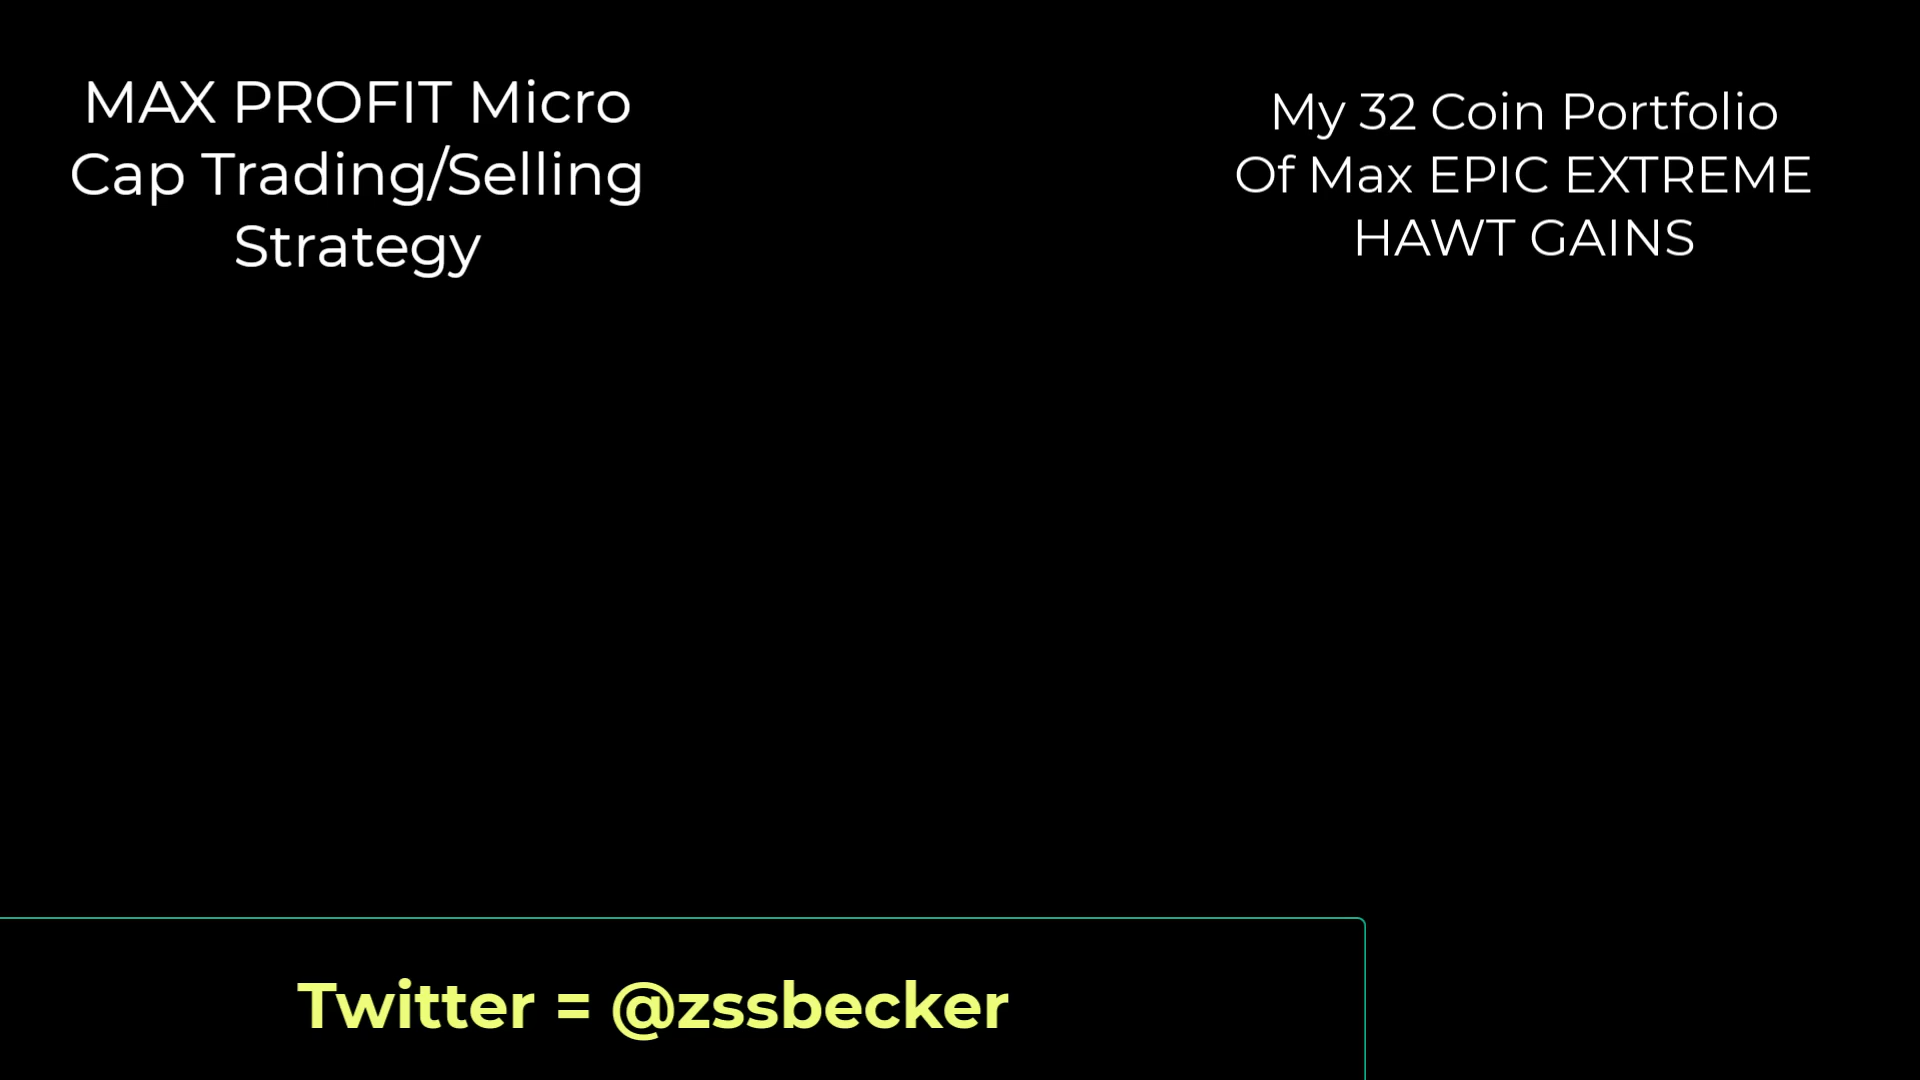 MAX PROFIT Micro
Cap Trading/Selling
Strategy
My 32 Coin Portfolio
Of Max EPIC EXTREME
HAWT GAINS
Twitter = @zssbecker